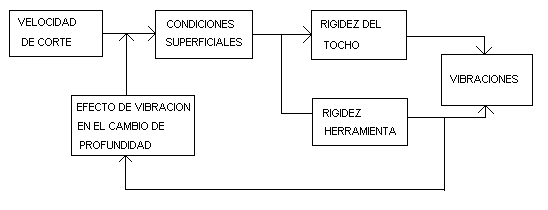 VELOCIDAD
DE CORTE
CONDICIONES
SUPERFICIALES
RIGIDEZ DEL
TOCHO
VIBRACIONES
EFECTO DE VIBRACION
EN EL CAMBIO DE
PROFUNDIDAD
RIGIDEZ
HERRAMIENTA